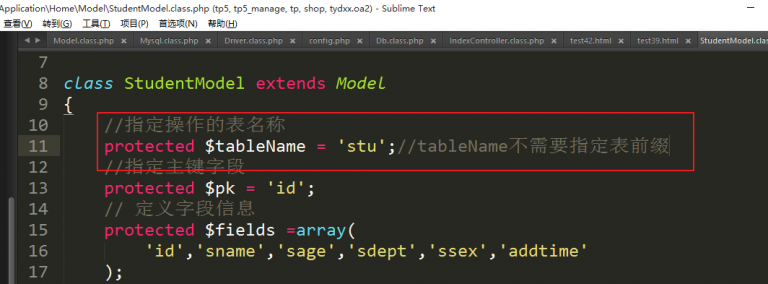 Application\Home\Model\StudentModel.class.php (tp5, tp5_manage, tp, shop, tydxx.oa2) - Sublime Text
查看(V) 转到(G) 工具(T) 项目(P) 首选项(N) 帮助(H)
Model.class.php × Mysql.class.php × Driver.class.php × config.php × Db.class.php × IndexController.class.php × test42.html × test39.html × StudentModel.clas
7
8 class StudentModel extends Model
9 {
10 //指定操作的表名称
11 protected $tableName = 'stu';//tableName不需要指定表前缀
12 //指定主键字段
13 protected $pk = 'id';
14 // 定义字段信息
15 protected $fields =array(
16 'id','sname','sage','sdept','ssex','addtime'
17 );